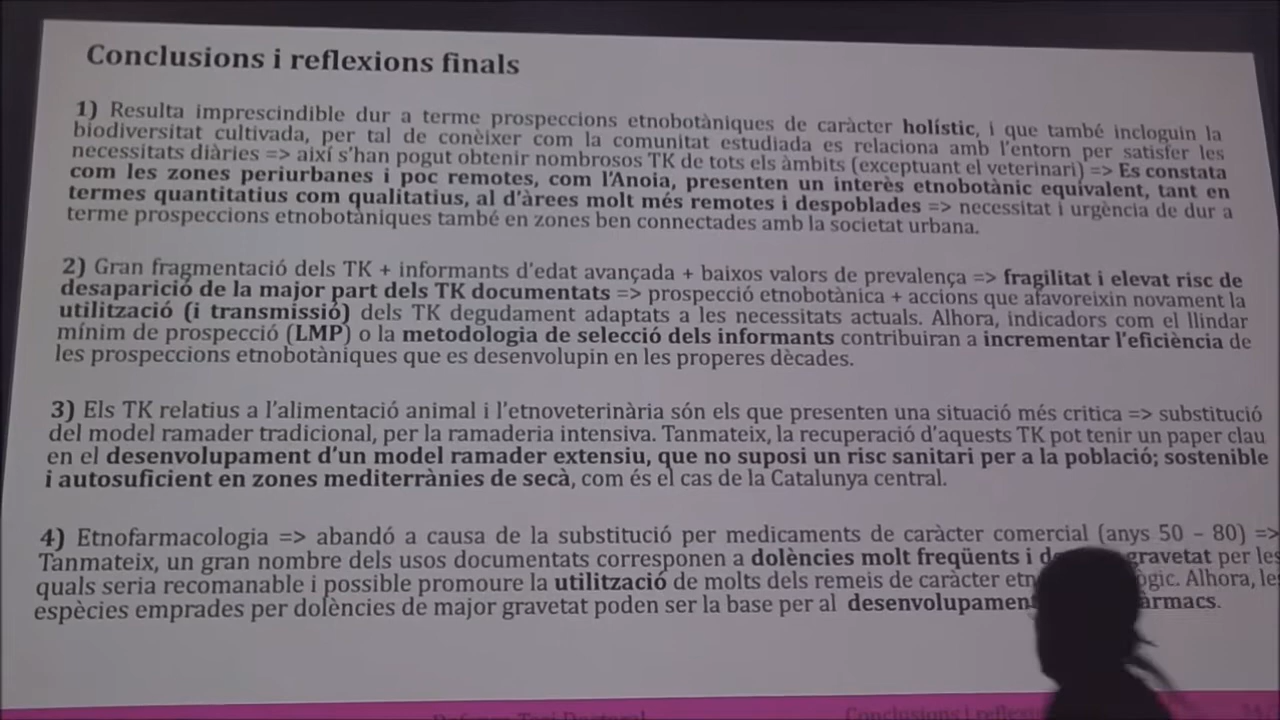 Conclusions i reflexions finals
1) Resulta imprescindible dur a terme prospeccions etnobotàniques de caràcter holístic, i que també incloguin la
biodiversitat cultivada, per tal de conèixer com la comunitat estudiada es relaciona amb l'entorn per satisfer les
necessitats diàries => així s'han pogut obtenir nombrosos TK de tots els àmbits (exceptuant el veterinari) => Es constata
com les zones periurbanes i poc remotes, com l'Anoia, presenten un interès etnobotànic equivalent, tant en
termes quantitatius com qualitatius, al d'àrees molt més remotes i despoblades => necessitat i urgència de dur a
terme prospeccions etnobotàniques també en zones ben connectades amb la societat urbana.
2) Gran fragmentació dels TK + informants d'edat avançada + baixos valors de prevalença => fragilitat i elevat risc de
desaparició de la major part dels TK documentats => prospecció etnobotànica + accions que afavoreixin novament la
utilització (i transmissió) dels TK degudament adaptats a les necessitats actuals. Alhora, indicadors com el llindar
mínim de prospecció (LMP) o la metodologia de selecció dels informants contribuiran a incrementar l'eficiència de
les prospeccions etnobotàniques que es desenvolupin en les properes dècades.
3) Els TK relatius a l'alimentació animal i l'etnoveterinària són els que presenten una situació més critica => substitució
del model ramader tradicional, per la ramaderia intensiva. Tanmateix, la recuperació d'aquests TK pot tenir un paper clau
en el desenvolupament d'un model ramader extensiu, que no suposi un risc sanitari per a la població; sostenible
i autosuficient en zones mediterrànies de secà, com és el cas de la Catalunya central.
4) Etnofarmacologia => abandó a causa de la substitució per medicaments de caràcter comercial (anys 50 - 80) =>
Tanmateix, un gran nombre dels usos documentats corresponen a dolències molt freqüents i gravetat per les
quals seria recomanable i possible promoure la utilització de molts dels remeis de caràcter Alhora, les
espècies emprades per dolències de major gravetat poden ser la base per al
Defensa Tesi Doctoral
Conclusions i